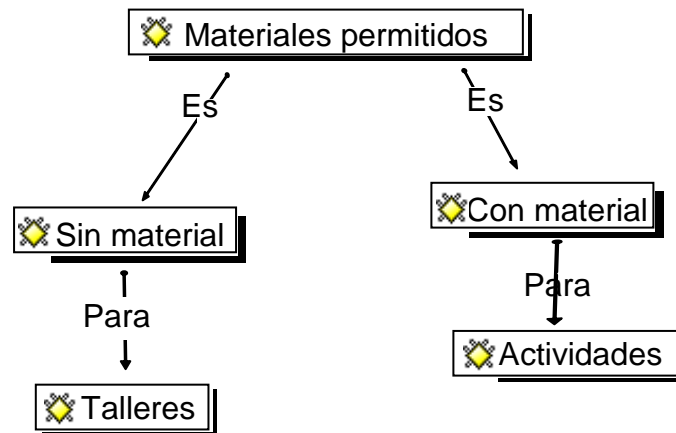 Materiales permitidos
Es
Es
Sin material
Con material
Para
Para
Talleres
Actividades